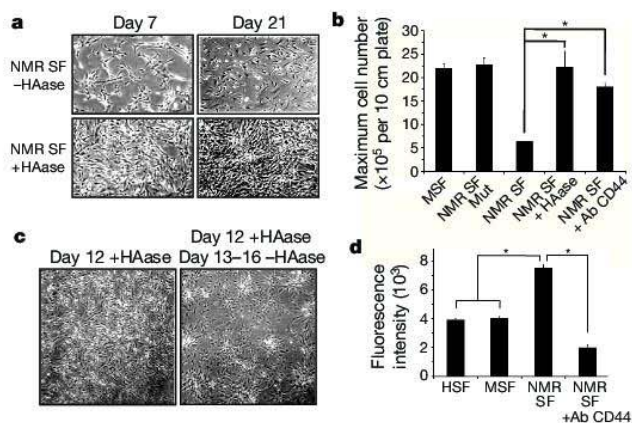 a
Day 7
Day 21
NMR SF
–HAase
NMR SF
+HAase
b
Maximum cell number
(×10⁵ per 10 cm plate)
30
25
20
15
10
5
0
*
*
MSF
NMR SF
Mut
NMR SF
NMR SF
+ HAase
NMR SF
+Ab CD44
c
Day 12 +HAase
Day 12 +HAase
Day 13–16 –HAase
d
Fluorescence
intensity (10³)
8
6
4
2
0
*
*
HSF
MSF
NMR
SF
NMR
SF
+Ab CD44